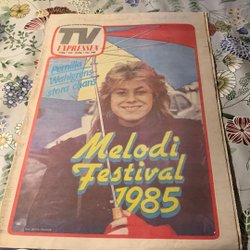 TV
EXPRESSEN
Pernilla
Wahlgrens
stora chans
Melodi
Festival
1985